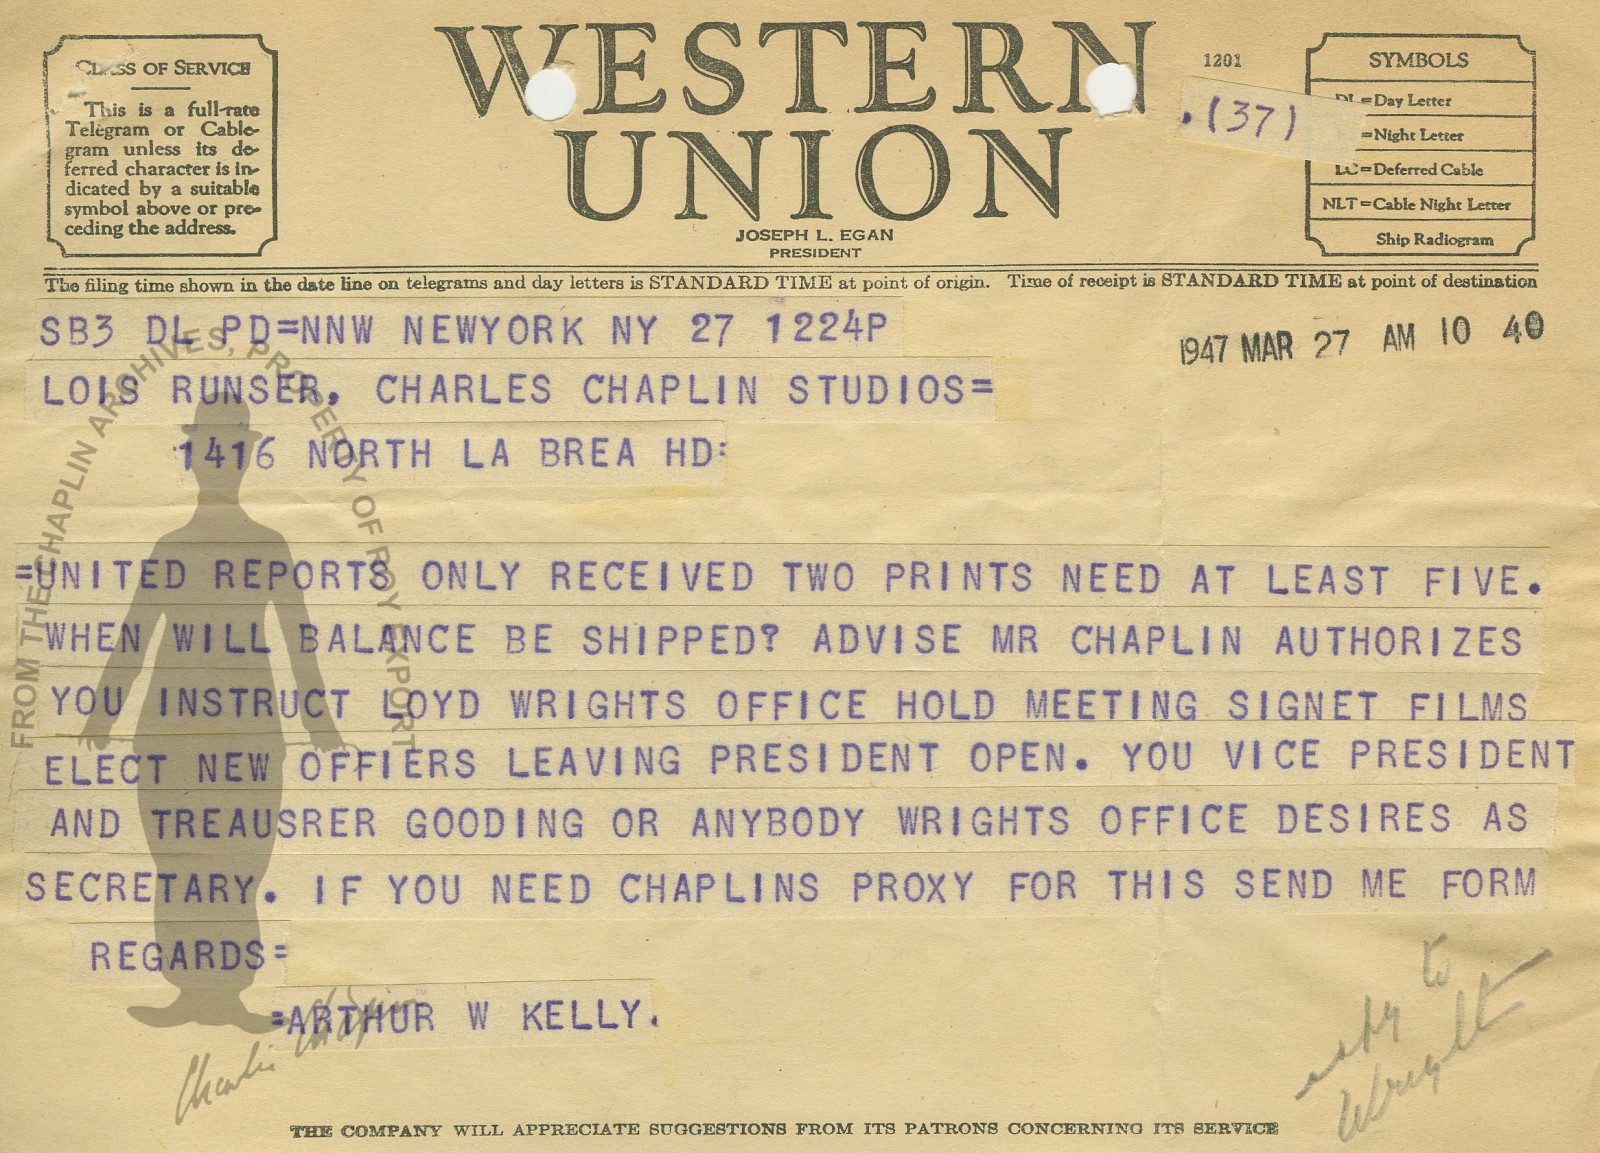 WESTERN
UNION
1201
.(37)
JOSEPH L. EGAN
PRESIDENT
CLASS OF SERVICE
This is a full-rate
Telegram or Cable-
gram unless its de-
ferred character is in-
dicated by a suitable
symbol above or pre-
ceding the address.
SYMBOLS
DL=Day Letter
=Night Letter
LC=Deferred Cable
NLT=Cable Night Letter
Ship Radiogram
The filing time shown in the date line on telegrams and day letters is STANDARD TIME at point of origin. Time of receipt is STANDARD TIME at point of destination
SB3 DL PD=NNW NEWYORK NY 27 1224P
1947 MAR 27 AM 10 40
LOIS RUNSER, CHARLES CHAPLIN STUDIOS=
1416 NORTH LA BREA HD:
=UNITED REPORTS ONLY RECEIVED TWO PRINTS NEED AT LEAST FIVE.
WHEN WILL BALANCE BE SHIPPED? ADVISE MR CHAPLIN AUTHORIZES
YOU INSTRUCT LOYD WRIGHTS OFFICE HOLD MEETING SIGNET FILMS
ELECT NEW OFFIERS LEAVING PRESIDENT OPEN. YOU VICE PRESIDENT
AND TREAUSRER GOODING OR ANYBODY WRIGHTS OFFICE DESIRES AS
SECRETARY. IF YOU NEED CHAPLINS PROXY FOR THIS SEND ME FORM
REGARDS=
=ARTHUR W KELLY.
FROM THE CHAPLIN ARCHIVES, PROPERTY OF ROY EXPORT
Charlie Chaplin
to
Wright
THE COMPANY WILL APPRECIATE SUGGESTIONS FROM ITS PATRONS CONCERNING ITS SERVICE